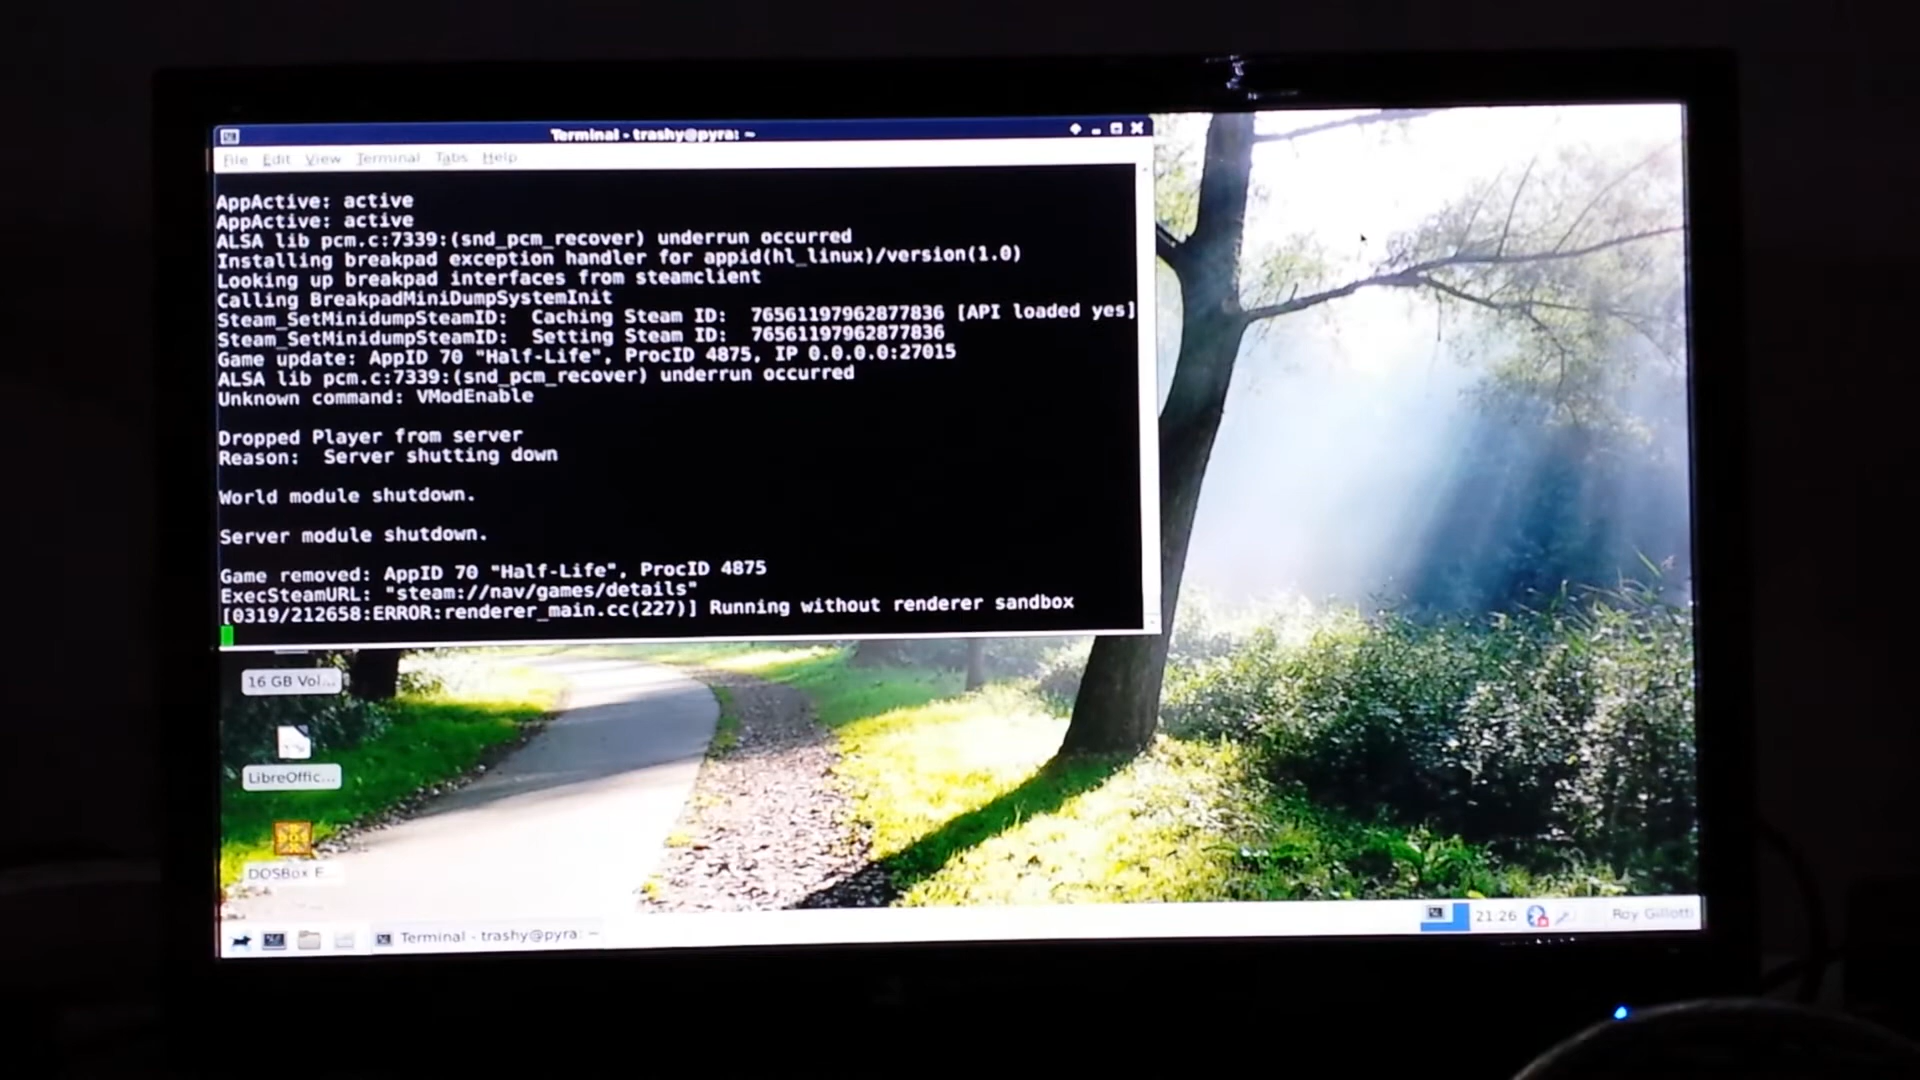 Terminal - trashy@pyra: ~
File Edit View Terminal Tabs Help
AppActive: active
AppActive: active
ALSA lib pcm.c:7339:(snd_pcm_recover) underrun occurred
Installing breakpad exception handler for appid(hl_linux)/version(1.0)
Looking up breakpad interfaces from steamclient
Calling BreakpadMiniDumpSystemInit
Steam_SetMinidumpSteamID:  Caching Steam ID:  76561197962877836 [API loaded yes]
Steam_SetMinidumpSteamID:  Setting Steam ID:  76561197962877836
Game update: AppID 70 "Half-Life", ProcID 4875, IP 0.0.0.0:27015
ALSA lib pcm.c:7339:(snd_pcm_recover) underrun occurred
Unknown command: VModEnable
Dropped Player from server
Reason:  Server shutting down
World module shutdown.
Server module shutdown.
Game removed: AppID 70 "Half-Life", ProcID 4875
ExecSteamURL: "steam://nav/games/details"
[0319/212658:ERROR:renderer_main.cc(227)] Running without renderer sandbox
16 GB Vol...
LibreOffic...
DOSBox E...
Terminal - trashy@pyra: ~
21:26
Roy Gillotti